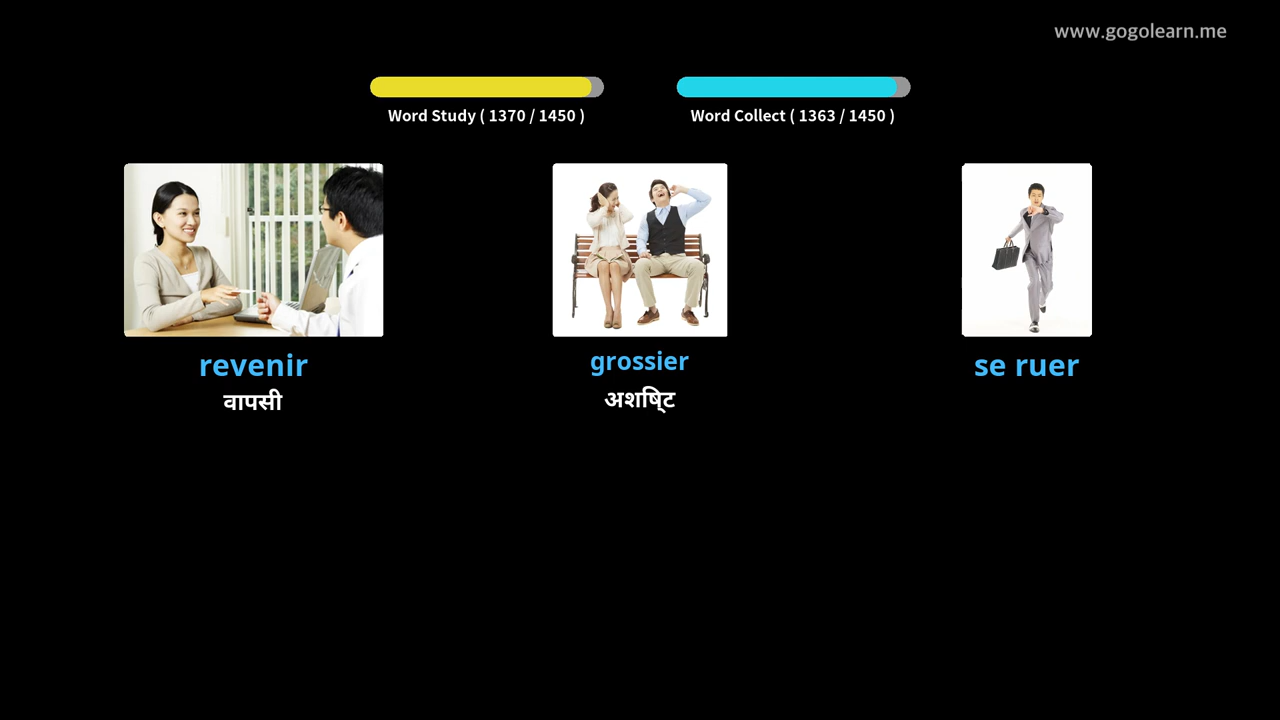 www.gogolearn.me
Word Study ( 1370 / 1450 )
Word Collect ( 1363 / 1450 )
revenir
grossier
se ruer
वापसी
अशिष्ट